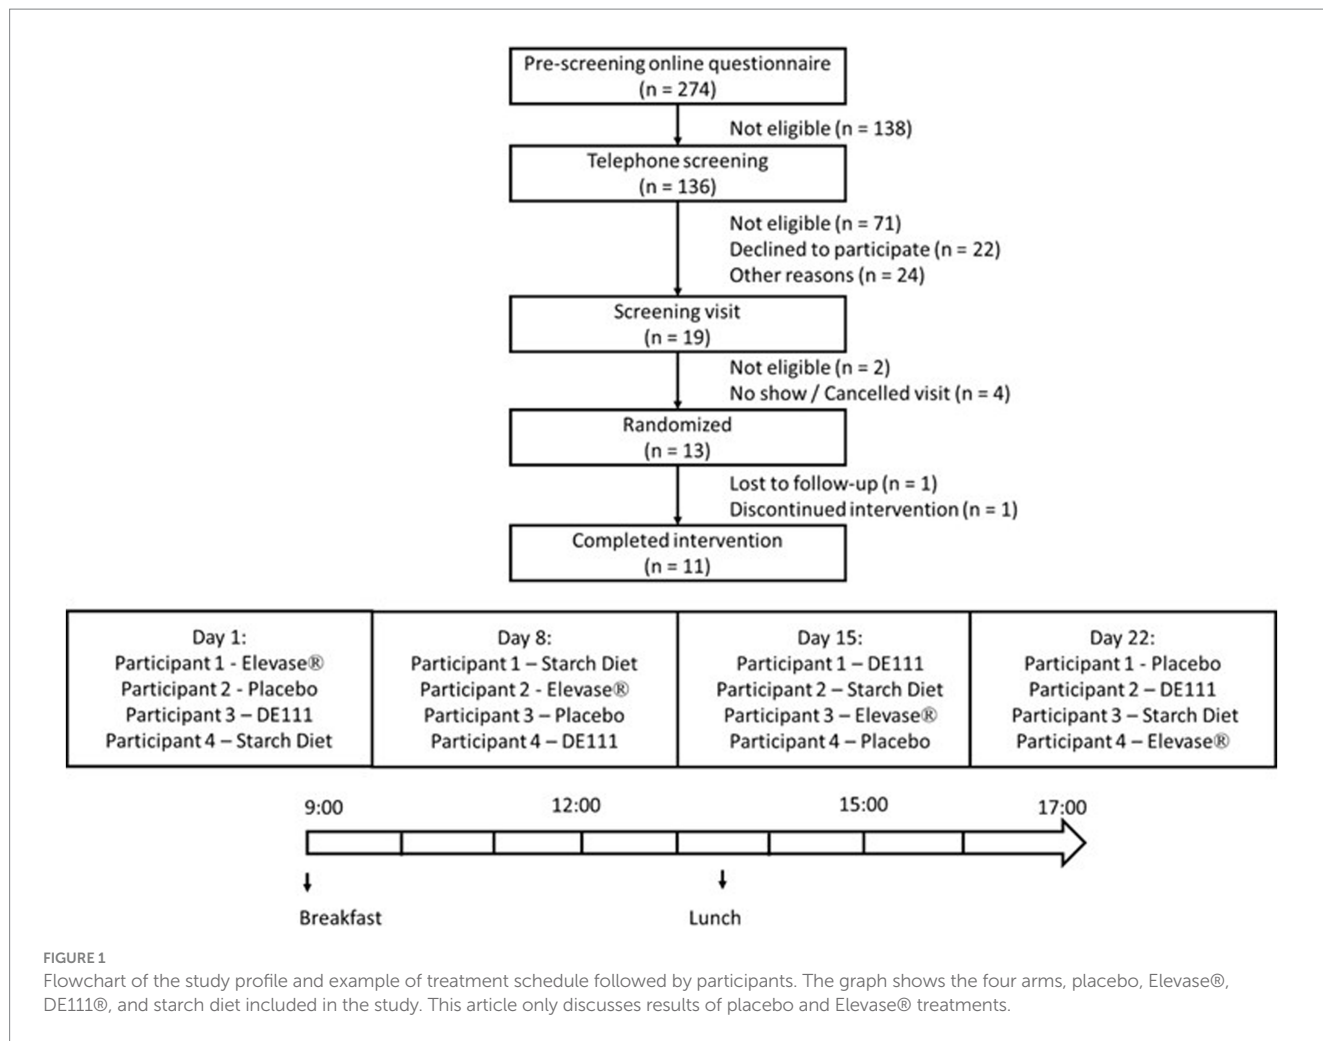 Pre-screening online questionnaire
(n = 274)
Not eligible (n = 138)
Telephone screening
(n = 136)
Not eligible (n = 71)
Declined to participate (n = 22)
Other reasons (n = 24)
Screening visit
(n = 19)
Not eligible (n = 2)
No show / Cancelled visit (n = 4)
Randomized
(n = 13)
Lost to follow-up (n = 1)
Discontinued intervention (n = 1)
Completed intervention
(n = 11)
Day 1:
Participant 1 - Elevase®
Participant 2 - Placebo
Participant 3 – DE111
Participant 4 – Starch Diet
Day 8:
Participant 1 – Starch Diet
Participant 2 - Elevase®
Participant 3 – Placebo
Participant 4 – DE111
Day 15:
Participant 1 – DE111
Participant 2 – Starch Diet
Participant 3 – Elevase®
Participant 4 – Placebo
Day 22:
Participant 1 - Placebo
Participant 2 – DE111
Participant 3 – Starch Diet
Participant 4 – Elevase®
9:00 12:00 15:00 17:00
Breakfast Lunch
FIGURE 1
Flowchart of the study profile and example of treatment schedule followed by participants. The graph shows the four arms, placebo, Elevase®,
DE111®, and starch diet included in the study. This article only discusses results of placebo and Elevase® treatments.